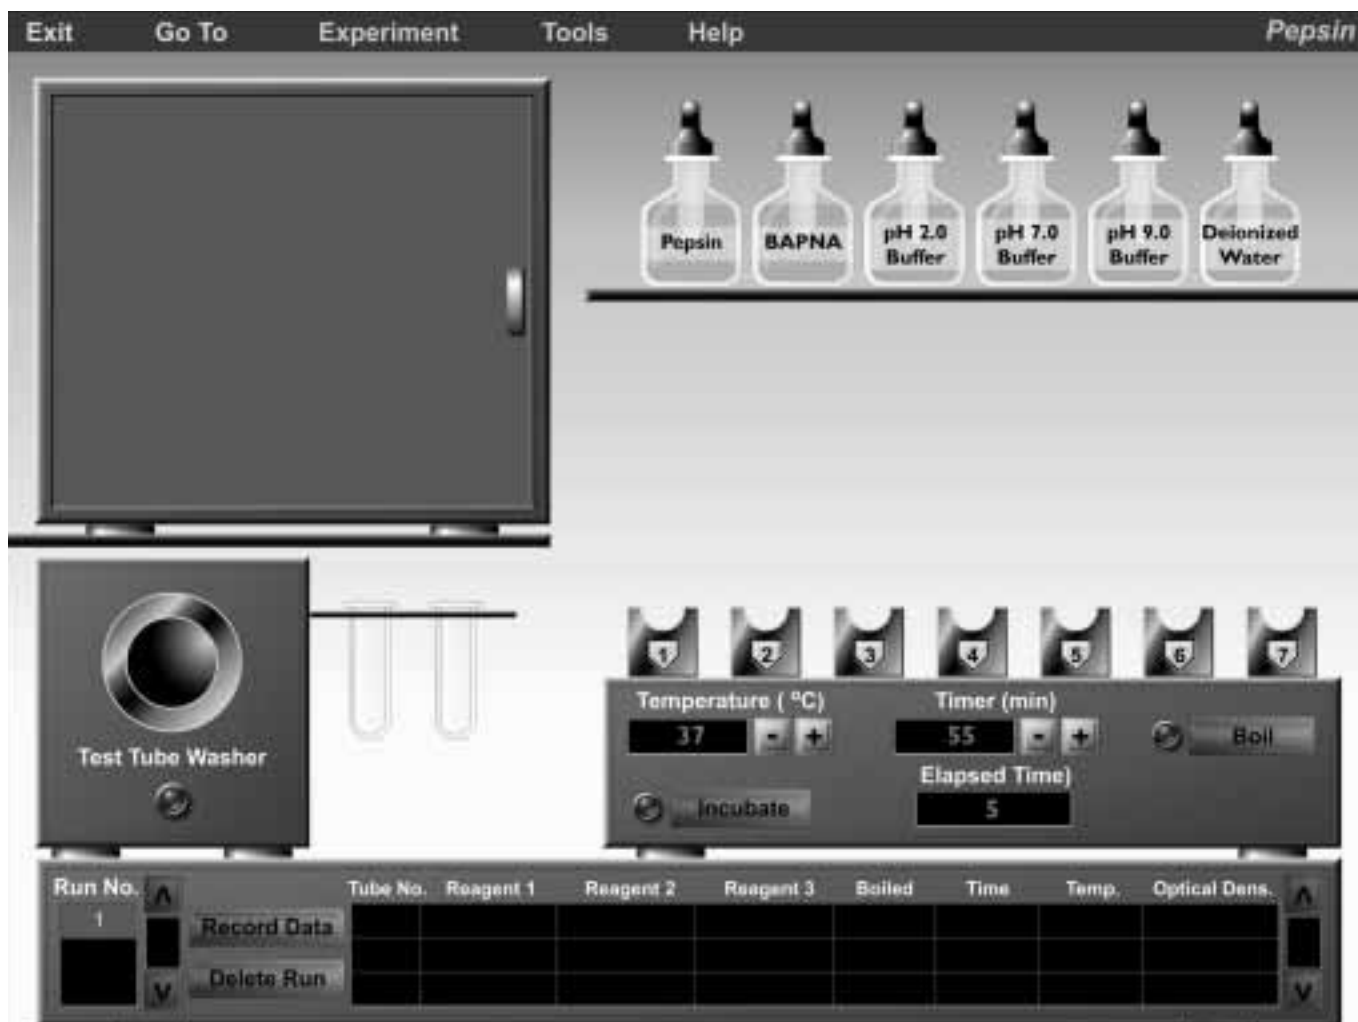 Exit Go To Experiment Tools Help Pepsin
Pepsin
BAPNA
pH 2.0
Buffer
pH 7.0
Buffer
pH 9.0
Buffer
Deionized
Water
1 2 3 4 5 6 7
Test Tube Washer
Temperature ( ºC) Timer (min)
37 - + 55 - + Boil
Elapsed Time)
Incubate 5
Run No. Tube No. Reagent 1 Reagent 2 Reagent 3 Boiled Time Temp. Optical Dens.
1
Record Data
Delete Run